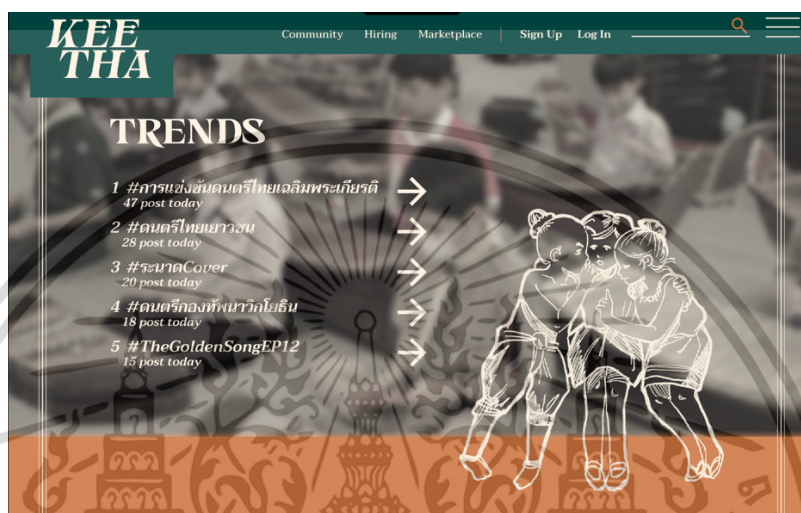 KEE
THA
Community Hiring Marketplace | Sign Up Log In
TRENDS
1 #การแข่งขันดนตรีไทยเฉลิมพระเกียรติ
47 post today
2 #ดนตรีไทยเยาวชน
28 post today
3 #ระนาดCover
20 post today
4 #ดนตรีกองทัพนาวิกโยธิน
18 post today
5 #TheGoldenSongEP12
15 post today